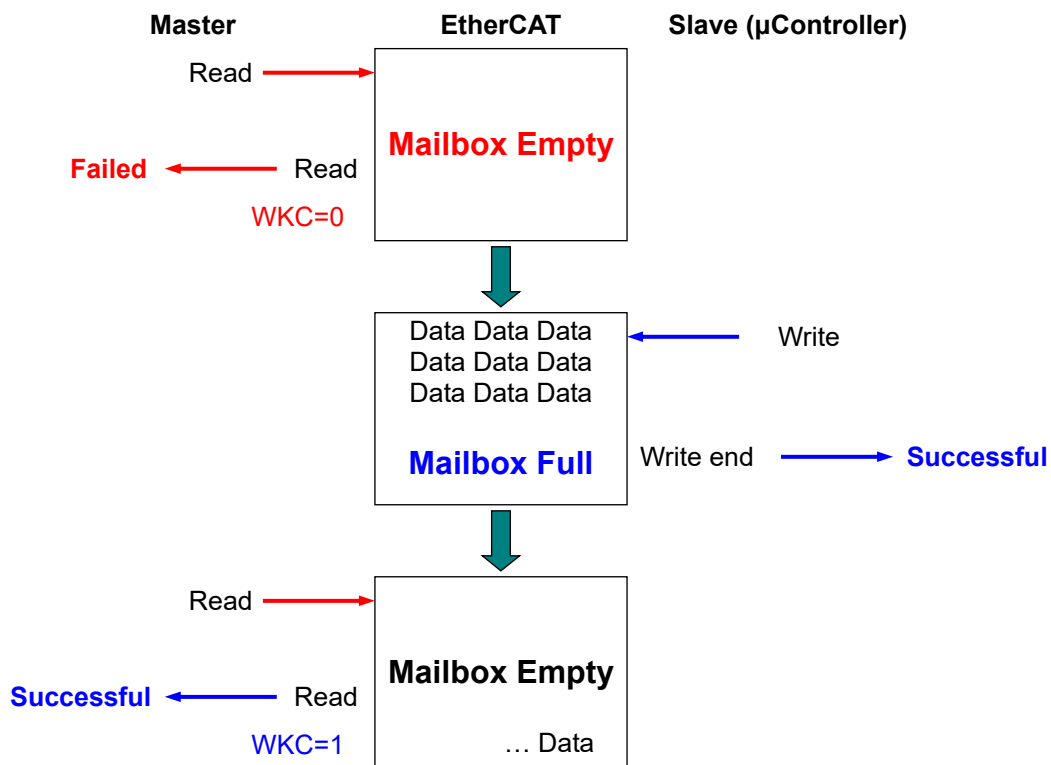 Master EtherCAT Slave (µController)
Read
Mailbox Empty
Failed Read
WKC=0
Data Data Data
Write
Data Data Data
Data Data Data
Mailbox Full Write end Successful
Read
Mailbox Empty
Successful Read
WKC=1 … Data